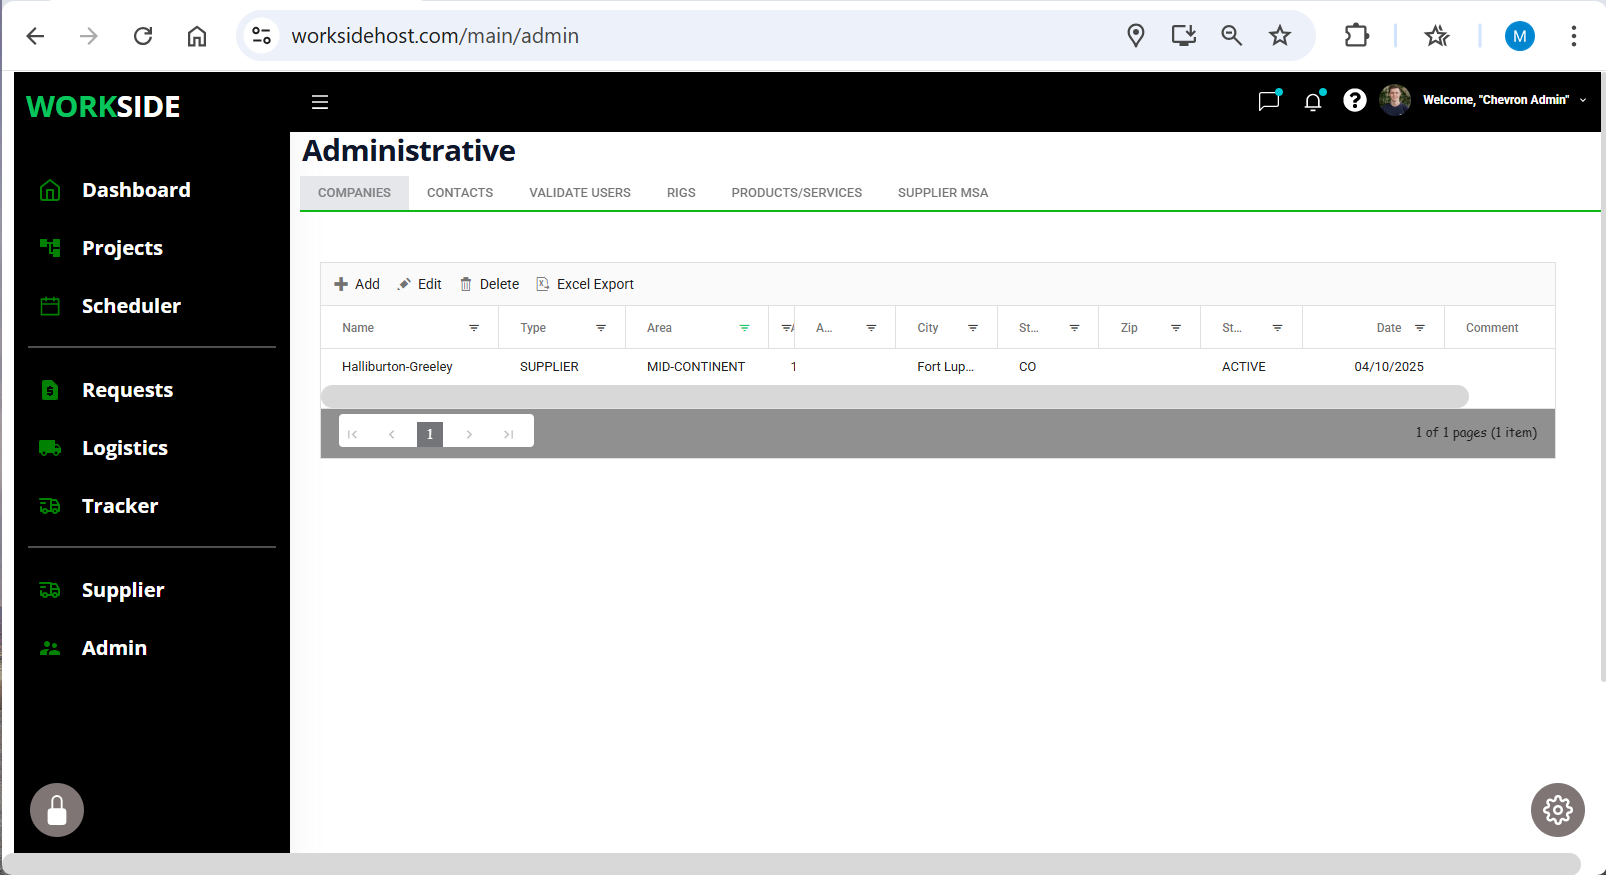 worksidehost.com/main/admin
M
WORKSIDE
Welcome, "Chevron Admin"
Administrative
Dashboard
Projects
Scheduler
Requests
Logistics
Tracker
Supplier
Admin
COMPANIES CONTACTS VALIDATE USERS RIGS PRODUCTS/SERVICES SUPPLIER MSA
Add Edit Delete Excel Export
Name Type Area A... City St... Zip St... Date Comment
Halliburton-Greeley SUPPLIER MID-CONTINENT 1 Fort Lup... CO ACTIVE 04/10/2025
1
1 of 1 pages (1 item)